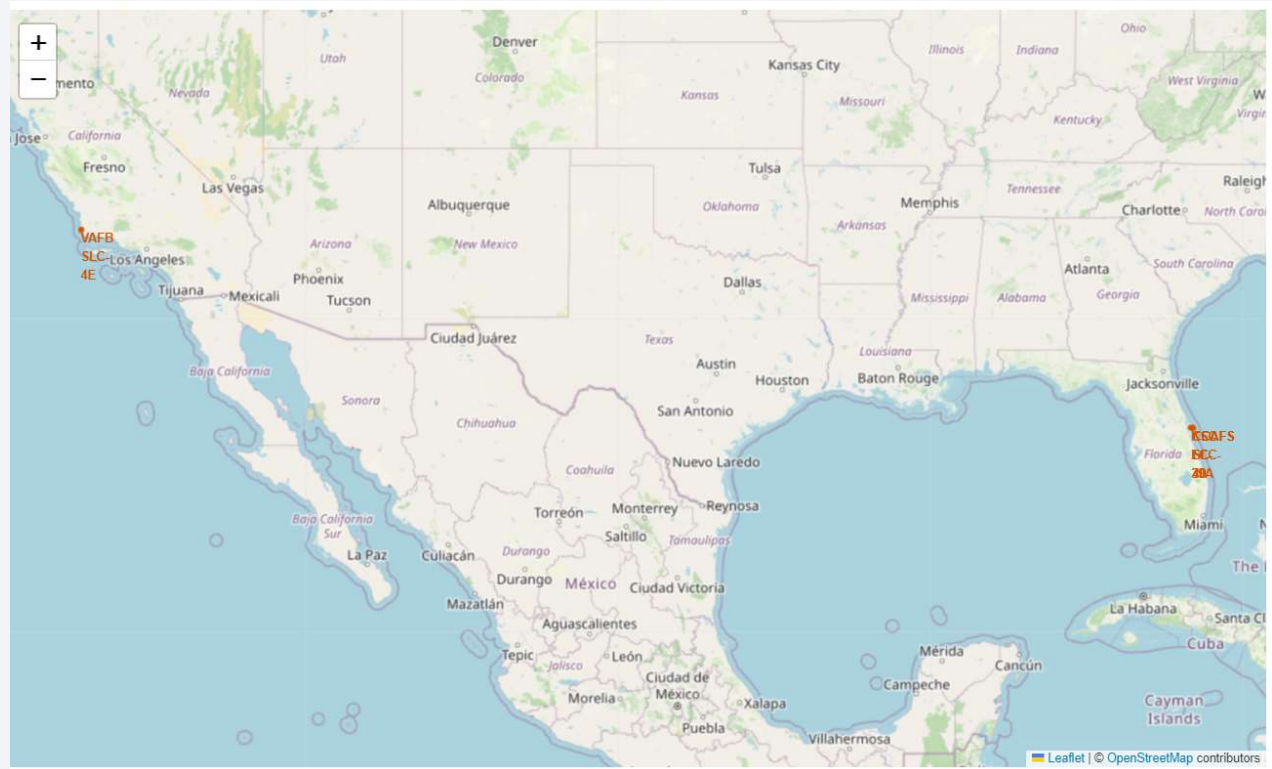 +
−
Denver
Ohio
Utah
Illinois
Indiana
Kansas City
Colorado
West Virginia
mento
Nevada
Kansas
Missouri
Kentucky
Jose
California
Fresno
Tulsa
Las Vegas
Tennessee
Raleigh
Albuquerque
Oklahoma
Memphis
Charlotte
Arkansas
VAFB
SLC-
4E
Arizona
New Mexico
Los Angeles
South Carolina
Atlanta
Phoenix
Dallas
Tijuana
Mexicali
Tucson
Mississippi
Alabama
Georgia
Ciudad Juárez
Texas
Louisiana
Austin
Baja California
Houston
Baton Rouge
Jacksonville
Sonora
San Antonio
Chihuahua
Florida
Nuevo Laredo
Coahuila
Torreón
Monterrey
Reynosa
Baja California
Sur
Saltillo
Tamaulipas
Miami
La Paz
Culiacán
Durango
Durango
México
Ciudad Victoria
The
Mazatlán
La Habana
Aguascalientes
Santa Cl
Cuba
Tepic
Jalisco
León
Mérida
Cancún
Ciudad de
México
Campeche
Morelia
Xalapa
Cayman
Islands
Puebla
Villahermosa
Leaflet | © OpenStreetMap contributors